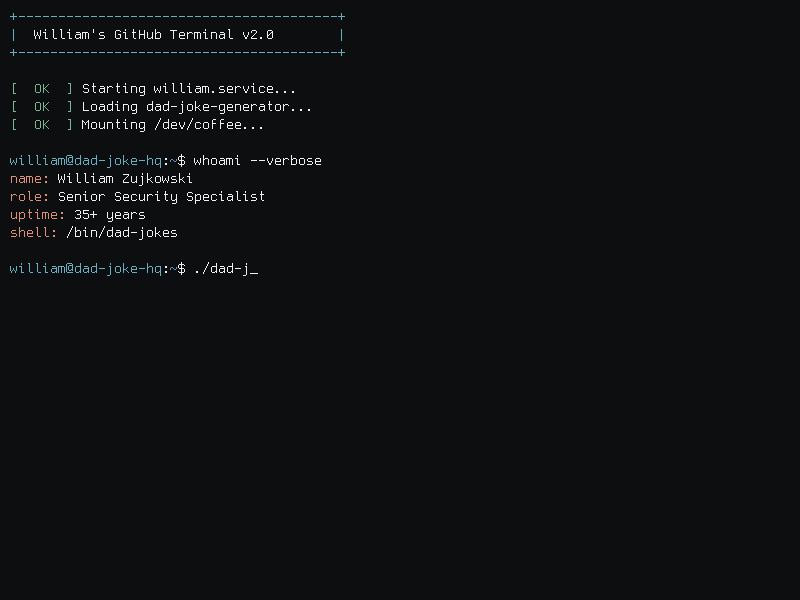 +----------------------------------------+
|  William's GitHub Terminal v2.0        |
+----------------------------------------+
[  OK  ] Starting william.service...
[  OK  ] Loading dad-joke-generator...
[  OK  ] Mounting /dev/coffee...
william@dad-joke-hq:~$ whoami --verbose
name: William Zujkowski
role: Senior Security Specialist
uptime: 35+ years
shell: /bin/dad-jokes
william@dad-joke-hq:~$ ./dad-j_